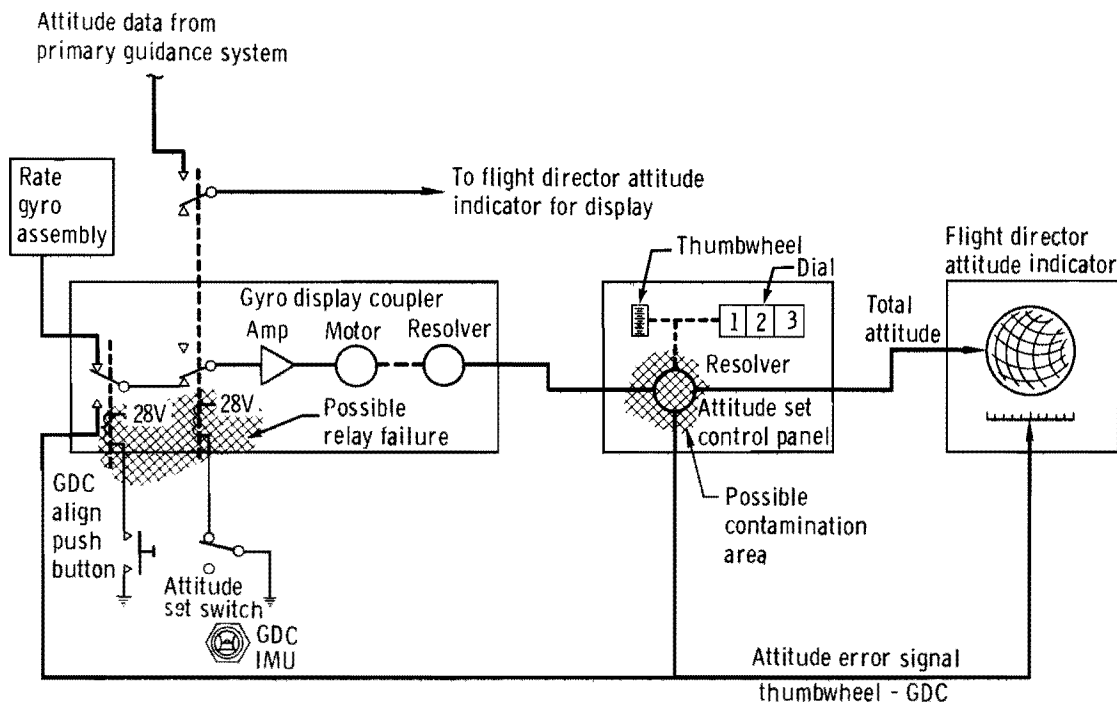 Attitude data from
primary guidance system
Rate
gyro
assembly
To flight director attitude
indicator for display
Thumbwheel
Dial
Flight director
attitude indicator
Gyro display coupler
Amp
Motor
Resolver
1 2 3
Total
attitude
Resolver
28V
28V
Possible
relay failure
Attitude set
control panel
GDC
align
push
button
Possible
contamination
area
Attitude
set switch
GDC
IMU
Attitude error signal
thumbwheel - GDC